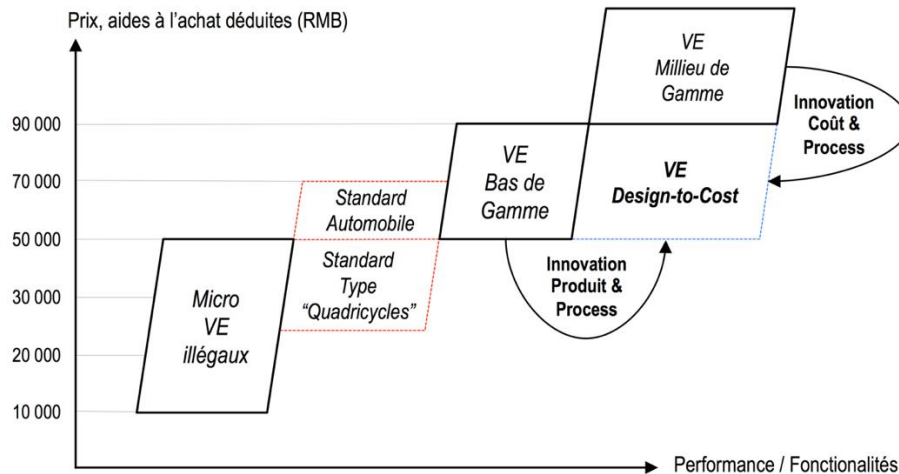 Prix, aides à l’achat déduites (RMB)
VE
Millieu de
Gamme
Innovation
Coût &
Process
90 000
70 000
50 000
30 000
20 000
10 000
VE
Bas de
Gamme
VE
Design-to-Cost
Standard
Automobile
Standard
Type
“Quadricycles”
Micro
VE
illégaux
Innovation
Produit &
Process
Performance / Fonctionalités